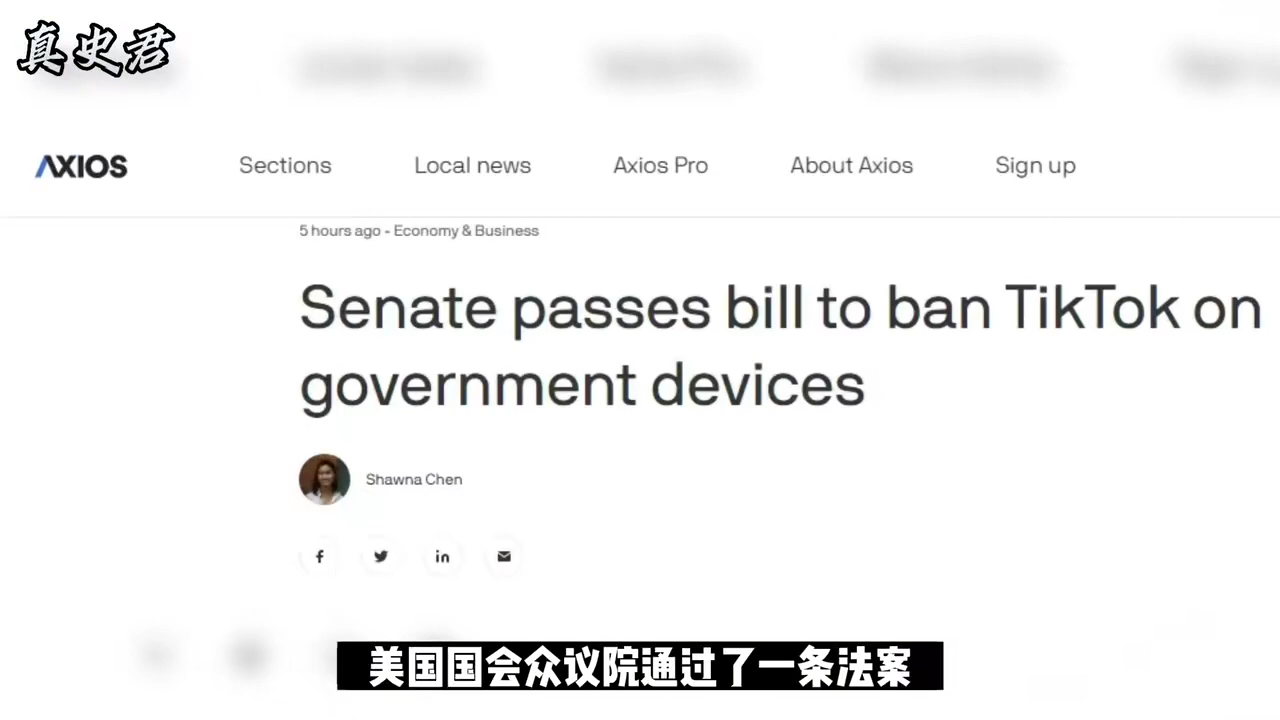 真史君
AXIOS Sections Local news Axios Pro About Axios Sign up
5 hours ago - Economy & Business
Senate passes bill to ban TikTok on
government devices
Shawna Chen
美国国会众议院通过了一条法案